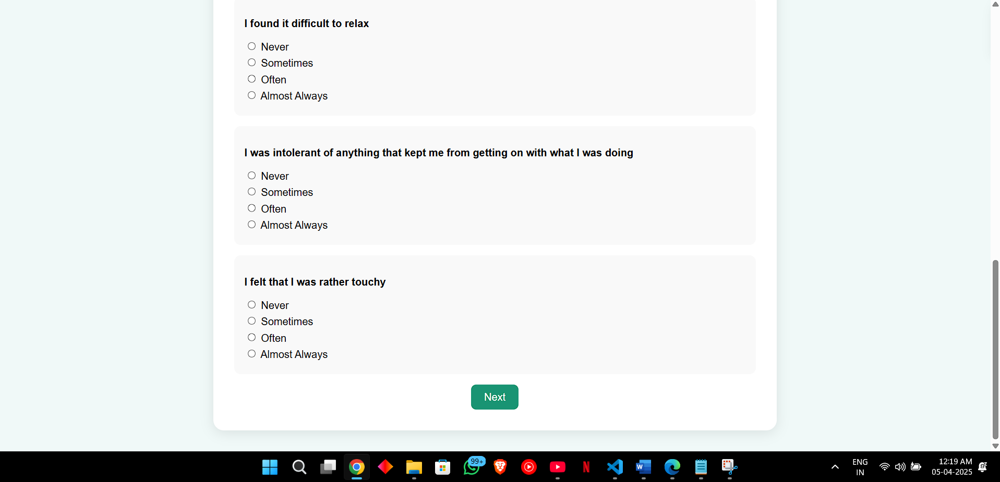 I found it difficult to relax
Never
Sometimes
Often
Almost Always
I was intolerant of anything that kept me from getting on with what I was doing
Never
Sometimes
Often
Almost Always
I felt that I was rather touchy
Never
Sometimes
Often
Almost Always
Next
99+
N
W
ENG
IN
12:19 AM
05-04-2025